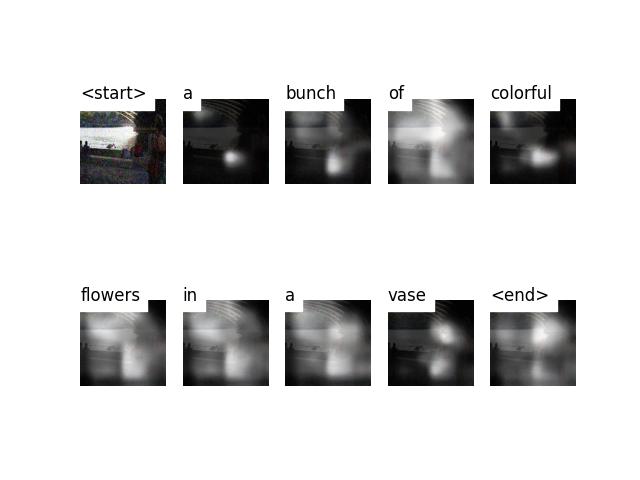 <start> a bunch of colorful
flowers in a vase <end>